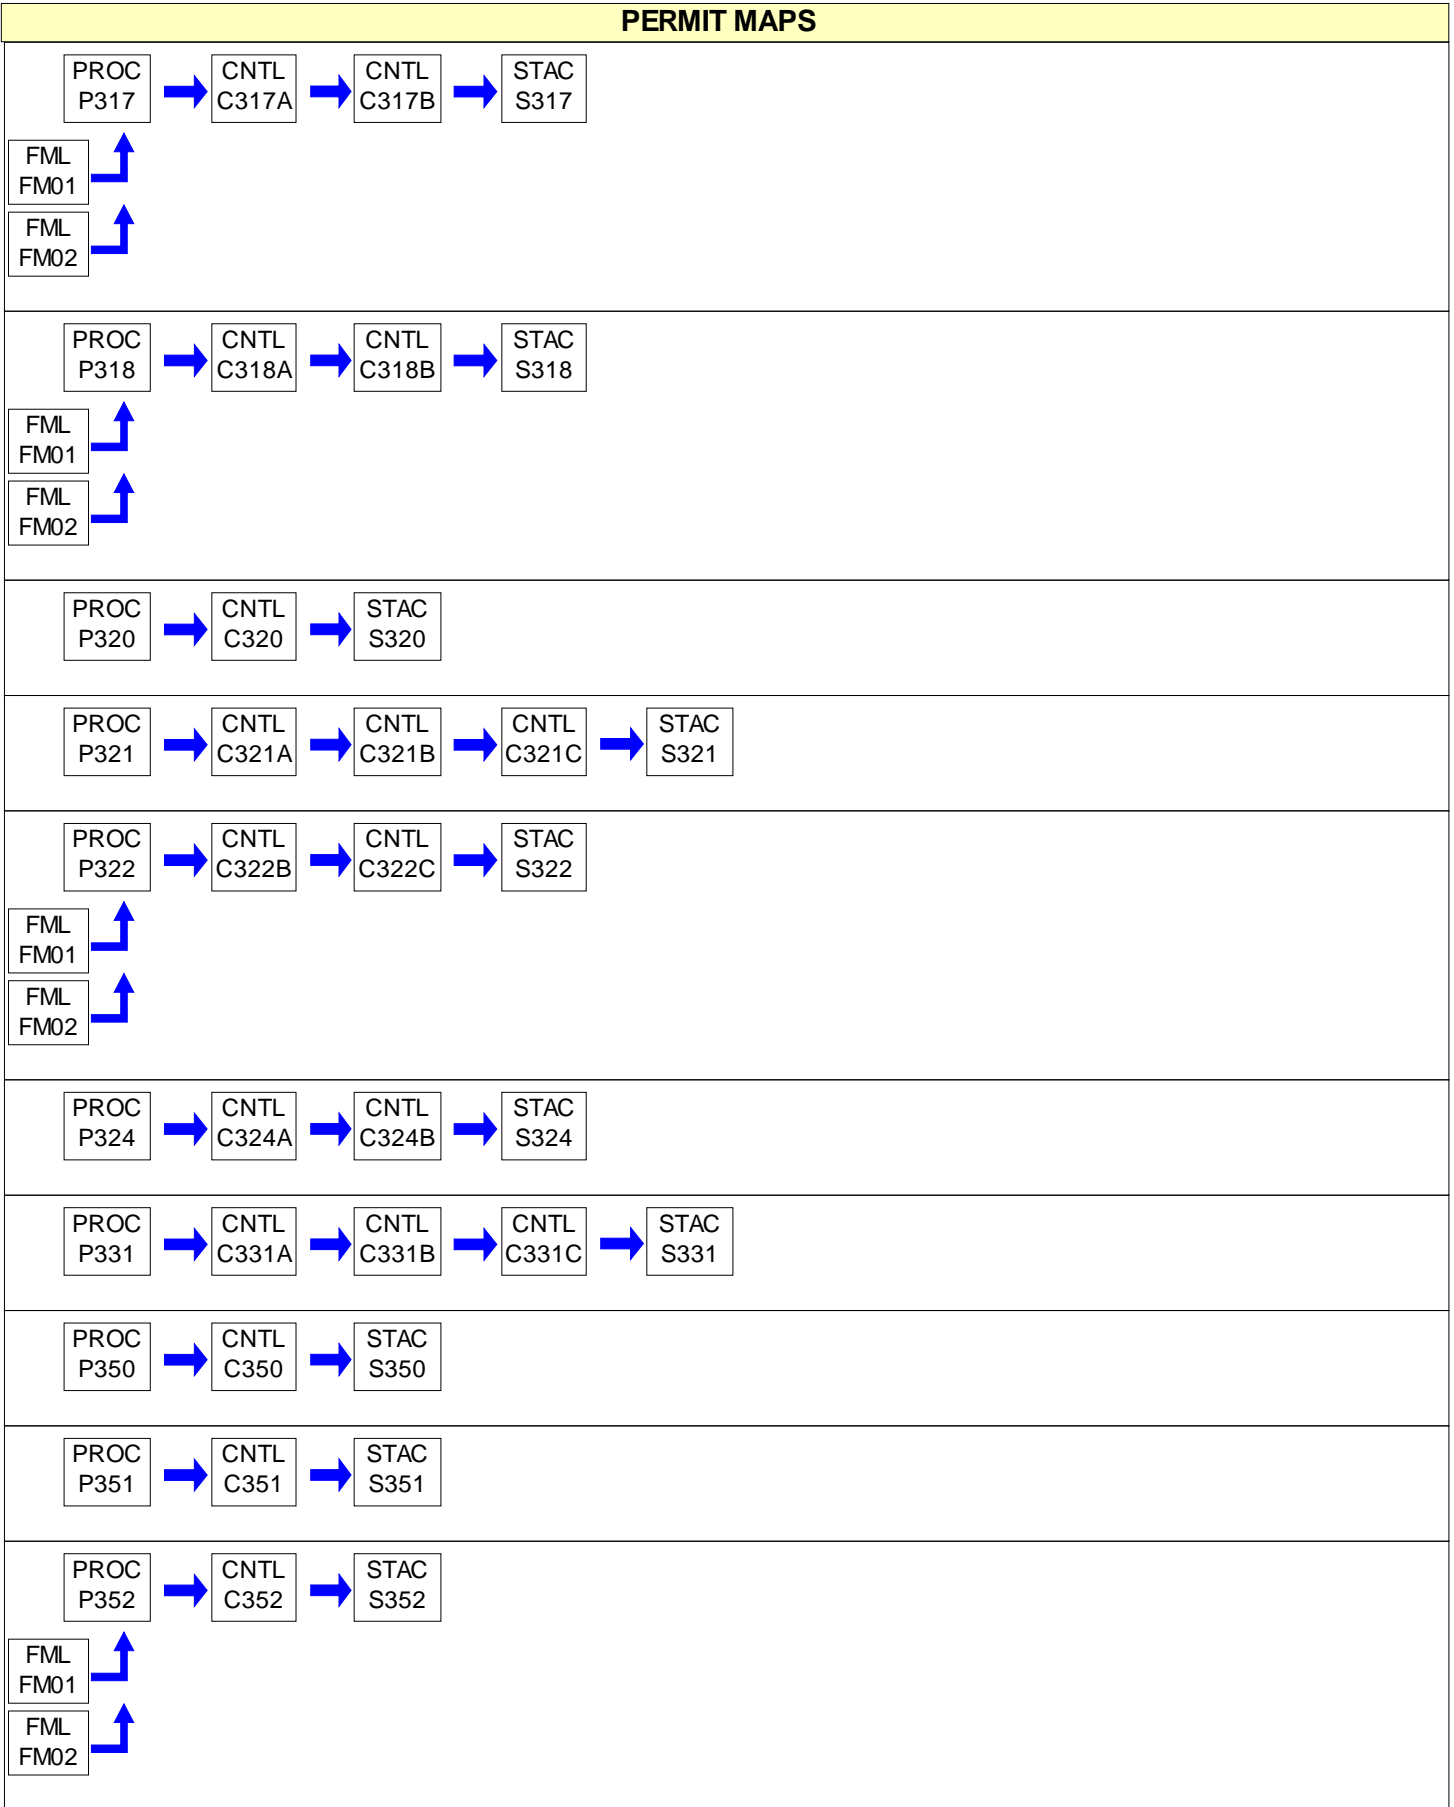 PERMIT MAPS
PROC CNTL CNTL STAC
P317 C317A C317B S317
FML
FM01
FML
FM02
PROC CNTL CNTL STAC
P318 C318A C318B S318
FML
FM01
FML
FM02
PROC CNTL STAC
P320 C320 S320
PROC CNTL CNTL CNTL STAC
P321 C321A C321B C321C S321
PROC CNTL CNTL STAC
P322 C322B C322C S322
FML
FM01
FML
FM02
PROC CNTL CNTL STAC
P324 C324A C324B S324
PROC CNTL CNTL CNTL STAC
P331 C331A C331B C331C S331
PROC CNTL STAC
P350 C350 S350
PROC CNTL STAC
P351 C351 S351
PROC CNTL STAC
P352 C352 S352
FML
FM01
FML
FM02